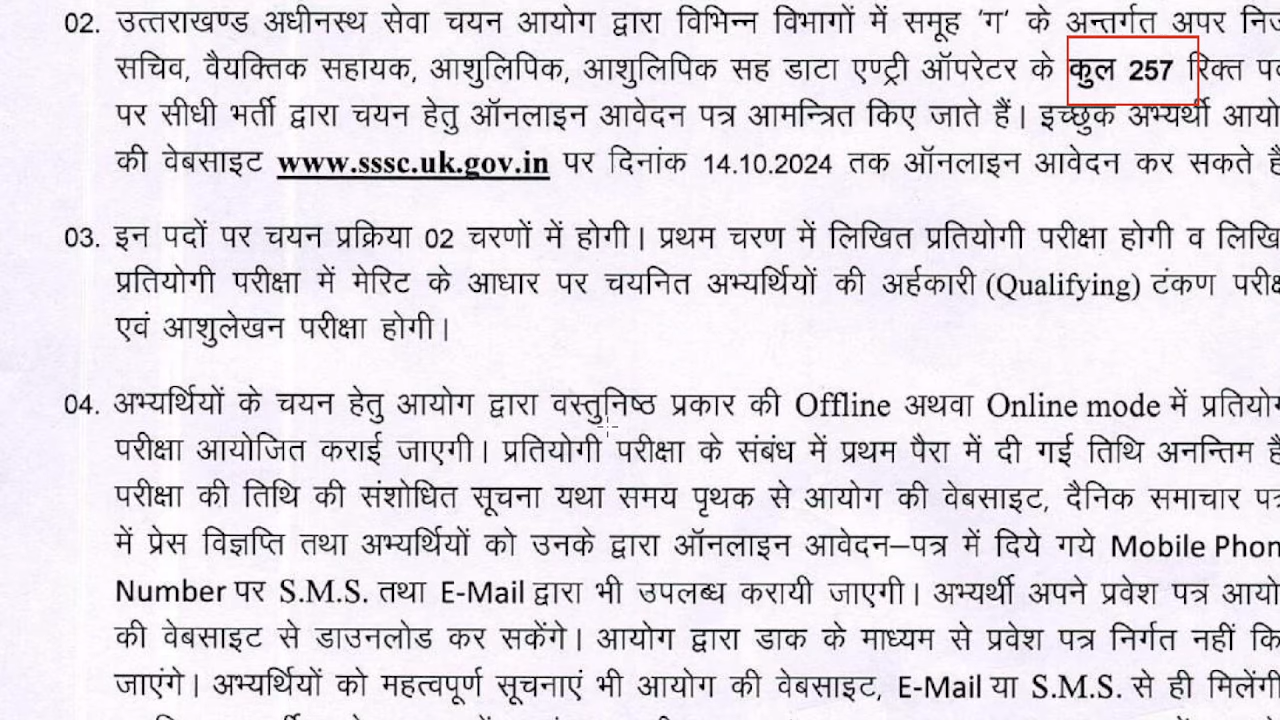 02. उत्तराखण्ड अधीनस्थ सेवा चयन आयोग द्वारा विभिन्न विभागों में समूह 'ग' के अन्तर्गत अपर
सचिव, वैयक्तिक सहायक, आशुलिपिक, आशुलिपिक सह डाटा एण्ट्री ऑपरेटर के कुल 257 रिक्त
पर सीधी भर्ती द्वारा चयन हेतु ऑनलाइन आवेदन पत्र आमन्त्रित किए जाते हैं। इच्छुक अभ्यर्थी
की वेबसाइट www.sssc.uk.gov.in पर दिनांक 14.10.2024 तक ऑनलाइन आवेदन कर सकते
03. इन पदों पर चयन प्रक्रिया 02 चरणों में होगी। प्रथम चरण में लिखित प्रतियोगी परीक्षा होगी व
प्रतियोगी परीक्षा में मेरिट के आधार पर चयनित अभ्यर्थियों की अर्हकारी (Qualifying) टंकण
एवं आशुलेखन परीक्षा होगी।
04. अभ्यर्थियों के चयन हेतु आयोग द्वारा वस्तुनिष्ठ प्रकार की Offline अथवा Online mode में
परीक्षा आयोजित कराई जाएगी। प्रतियोगी परीक्षा के संबंध में प्रथम पैरा में दी गई तिथि अनन्तिम
परीक्षा की तिथि की संशोधित सूचना यथा समय पृथक से आयोग की वेबसाइट, दैनिक समाचार
में प्रेस विज्ञप्ति तथा अभ्यर्थियों को उनके द्वारा ऑनलाइन आवेदन–पत्र में दिये गये Mobile
Number पर S.M.S. तथा E-Mail द्वारा भी उपलब्ध करायी जाएगी। अभ्यर्थी अपने प्रवेश पत्र
की वेबसाइट से डाउनलोड कर सकेंगे। आयोग द्वारा डाक के माध्यम से प्रवेश पत्र निर्गत नहीं
जाएंगे। अभ्यर्थियों को महत्वपूर्ण सूचनाएं भी आयोग की वेबसाइट, E-Mail या S.M.S. से ही